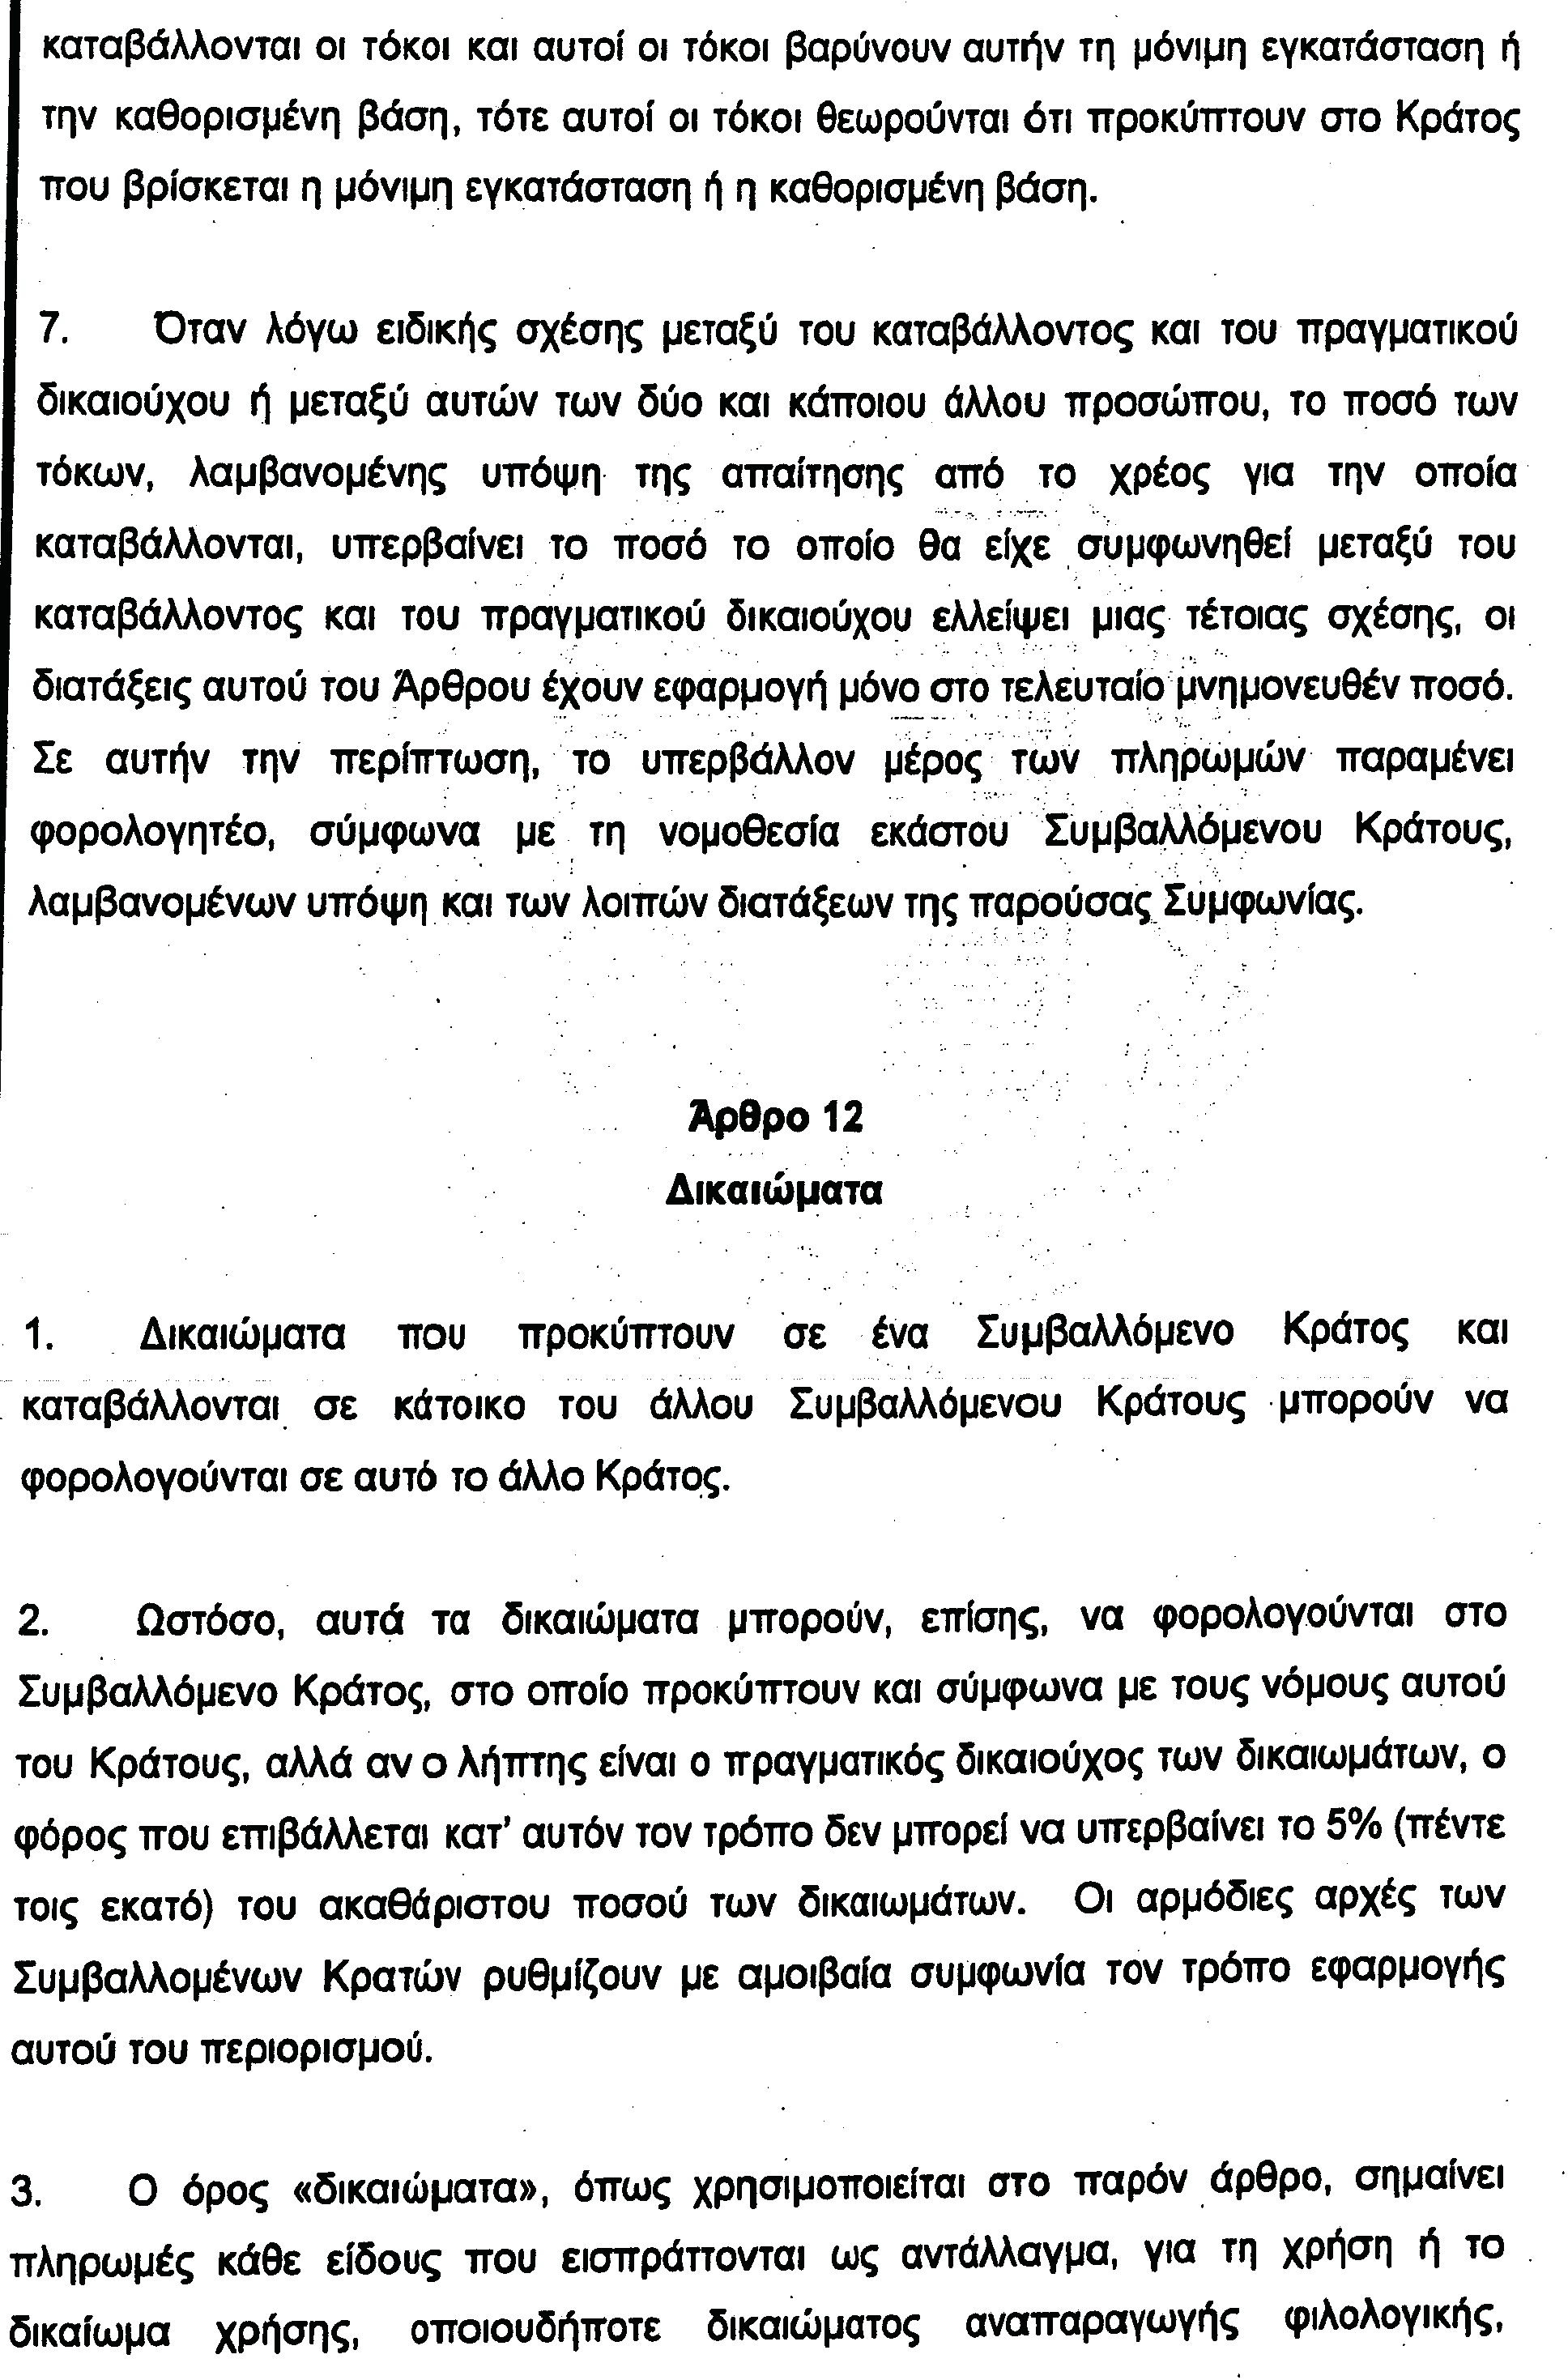 καταβάλλονται οι τόκοι και αυτοί οι τόκοι βαρύνουν αυτήν τη μόνιμη εγκατάσταση ή
την καθορισμένη βάση, τότε αυτοί οι τόκοι θεωρούνται ότι προκύπτουν στο Κράτος
που βρίσκεται η μόνιμη εγκατάσταση ή η καθορισμένη βάση.
7. Όταν λόγω ειδικής σχέσης μεταξύ του καταβάλλοντος και του πραγματικού
δικαιούχου ή μεταξύ αυτών των δύο και κάποιου άλλου προσώπου, το ποσό των
τόκων, λαμβανομένης υπόψη της απαίτησης από το χρέος για την οποία
καταβάλλονται, υπερβαίνει το ποσό το οποίο θα είχε συμφωνηθεί μεταξύ του
καταβάλλοντος και του πραγματικού δικαιούχου ελλείψει μιας τέτοιας σχέσης, οι
διατάξεις αυτού του Άρθρου έχουν εφαρμογή μόνο στο τελευταίο μνημονευθέν ποσό.
Σε αυτήν την περίπτωση, το υπερβάλλον μέρος των πληρωμών παραμένει
φορολογητέο, σύμφωνα με τη νομοθεσία εκάστου Συμβαλλόμενου Κράτους,
λαμβανομένων υπόψη και των λοιπών διατάξεων της παρούσας Συμφωνίας.
Άρθρο 12
Δικαιώματα
1. Δικαιώματα που προκύπτουν σε ένα Συμβαλλόμενο Κράτος και
καταβάλλονται σε κάτοικο του άλλου Συμβαλλόμενου Κράτους μπορούν να
φορολογούνται σε αυτό το άλλο Κράτος.
2. Ωστόσο, αυτά τα δικαιώματα μπορούν, επίσης, να φορολογούνται στο
Συμβαλλόμενο Κράτος, στο οποίο προκύπτουν και σύμφωνα με τους νόμους αυτού
του Κράτους, αλλά αν ο λήπτης είναι ο πραγματικός δικαιούχος των δικαιωμάτων, ο
φόρος που επιβάλλεται κατ' αυτόν τον τρόπο δεν μπορεί να υπερβαίνει το 5% (πέντε
τοις εκατό) του ακαθάριστου ποσού των δικαιωμάτων. Οι αρμόδιες αρχές των
Συμβαλλομένων Κρατών ρυθμίζουν με αμοιβαία συμφωνία τον τρόπο εφαρμογής
αυτού του περιορισμού.
3. Ο όρος «δικαιώματα», όπως χρησιμοποιείται στο παρόν άρθρο, σημαίνει
πληρωμές κάθε είδους που εισπράττονται ως αντάλλαγμα, για τη χρήση ή το
δικαίωμα χρήσης, οποιουδήποτε δικαιώματος αναπαραγωγής φιλολογικής,